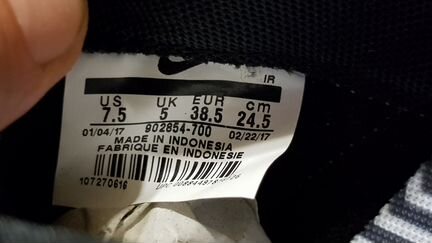 IR
US UK EUR cm
7.5 5 38.5 24.5
01/04/17 902854-700 02/22/17
MADE IN INDONESIA
FABRIQUE EN INDONESIE
107270616 UPC